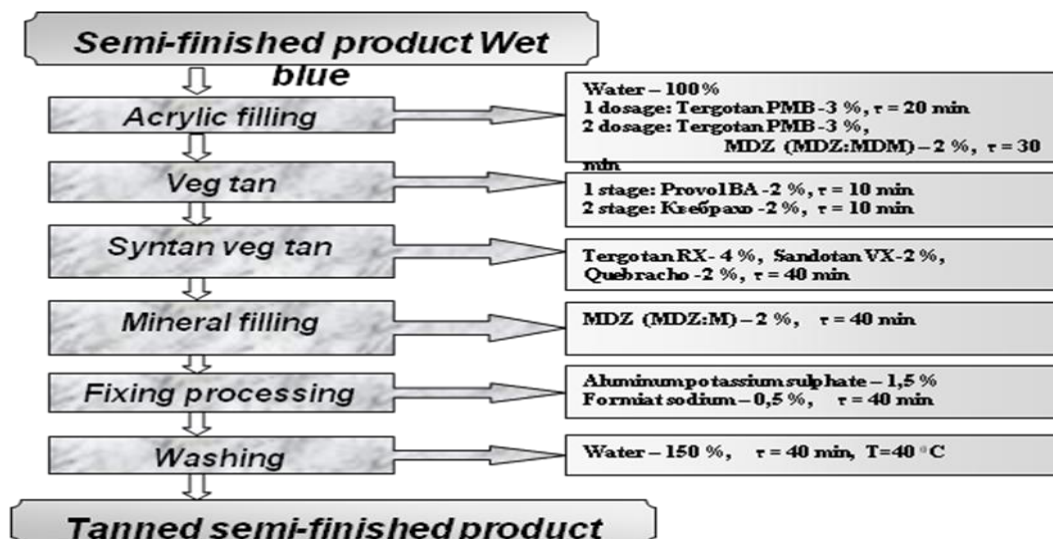 Semi-finished product Wet
blue
Acrylic filling
Water – 100%
1 dosage: Tergotan PMB -3 %, τ = 20 min
2 dosage: Tergotan PMB -3 %,
MDZ (MDZ:MDM) – 2 %, τ = 30
min
Veg tan
1 stage: Provol BA -2 %, τ = 10 min
2 stage: Квебрахо -2 %, τ = 10 min
Syntan veg tan
Tergotan RX- 4 %, Sandotan VX-2 %,
Quebracho -2 %, τ = 40 min
Mineral filling
MDZ (MDZ:M) – 2 %, τ = 40 min
Fixing processing
Aluminum potassium sulphate – 1,5 %
Formiat sodium – 0,5 %, τ = 40 min
Washing
Water – 150 %, τ = 40 min, T=40 °C
Tanned semi-finished product